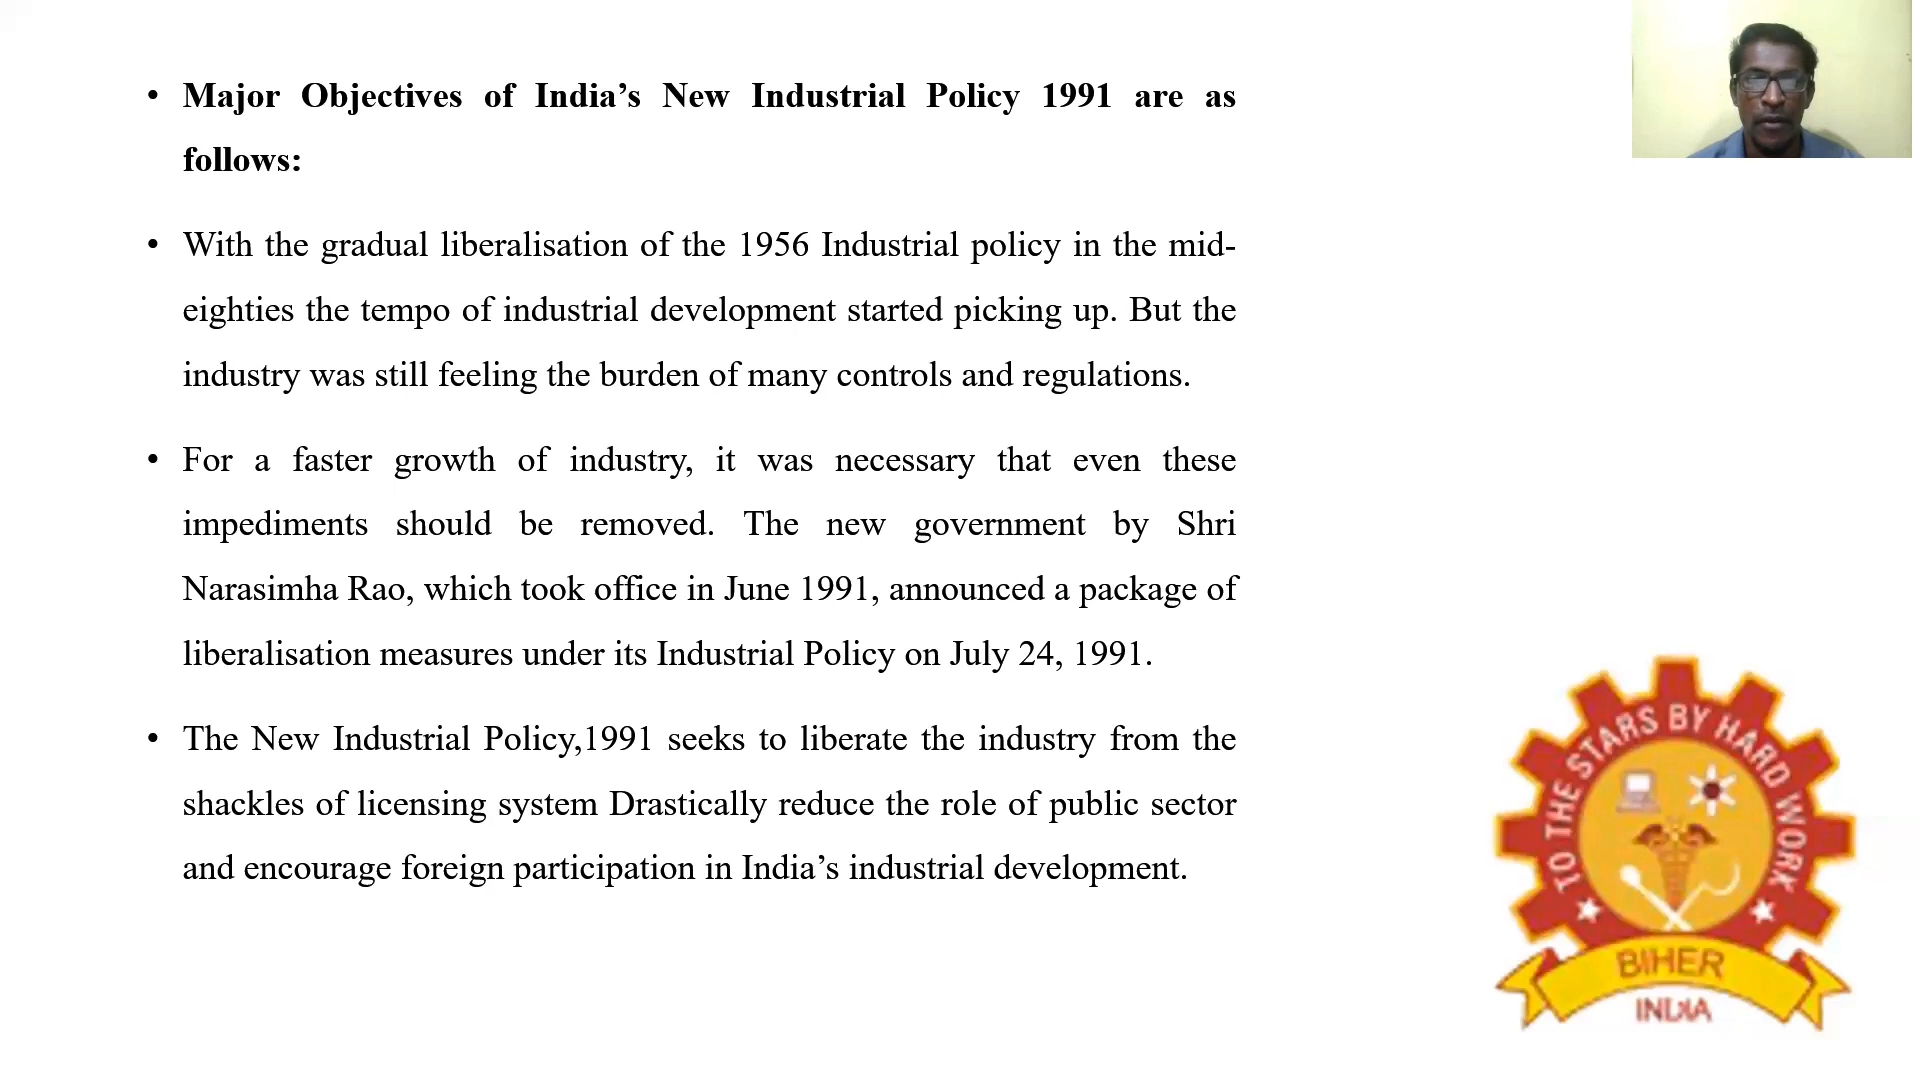 • Major Objectives of India’s New Industrial Policy 1991 are as
follows:
• With the gradual liberalisation of the 1956 Industrial policy in the mid-
eighties the tempo of industrial development started picking up. But the
industry was still feeling the burden of many controls and regulations.
• For a faster growth of industry, it was necessary that even these
impediments should be removed. The new government by Shri
Narasimha Rao, which took office in June 1991, announced a package of
liberalisation measures under its Industrial Policy on July 24, 1991.
• The New Industrial Policy,1991 seeks to liberate the industry from the
shackles of licensing system Drastically reduce the role of public sector
and encourage foreign participation in India’s industrial development.
TO THE STARS BY HARD WORK
BIHER
INDIA